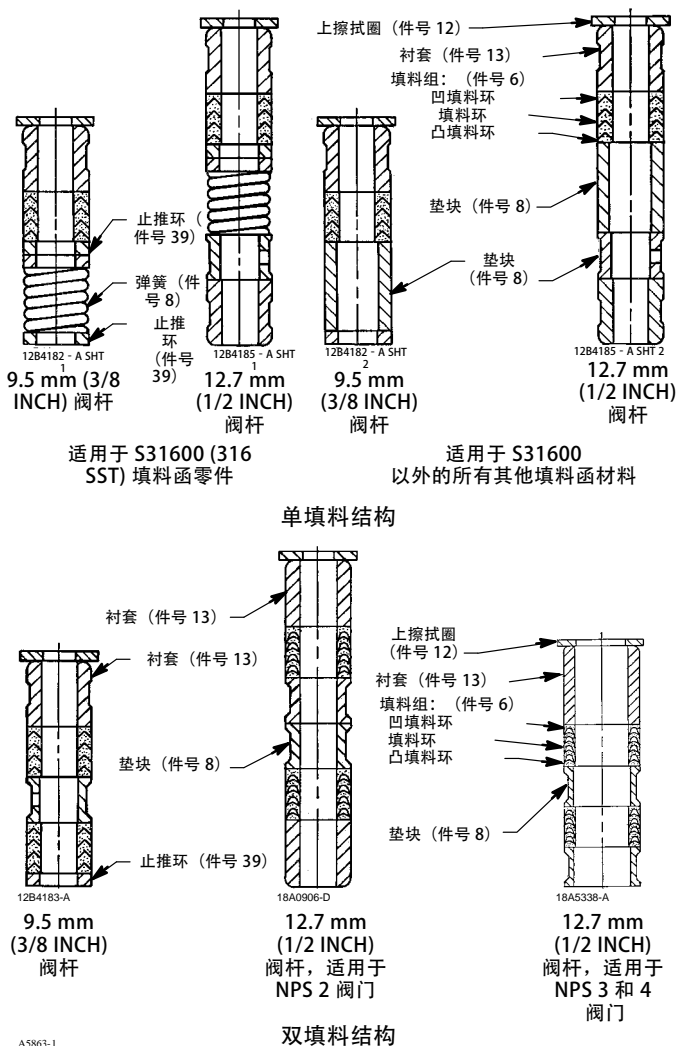 上擦拭圈(件号 12)
衬套(件号 13)
填料组:(件号 6)
凹填料环
填料环
凸填料环
垫块(件号 8)
垫块
(件号 8)
止推环(
件号 39)
弹簧(件
号 8)
止推
环
(件号
39)
12B4182 - A SHT
1
9.5 mm (3/8
INCH) 阀杆
12B4185 - A SHT
1
12.7 mm
(1/2 INCH)
阀杆
12B4182 - A SHT
2
9.5 mm
(3/8 INCH)
阀杆
12B4185 - A SHT 2
12.7 mm
(1/2 INCH)
阀杆
适用于 S31600 (316
SST) 填料函零件
适用于 S31600
以外的所有其他填料函材料
单填料结构
衬套(件号 13)
衬套(件号 13)
垫块(件号 8)
止推环(件号 39)
上擦拭圈
(件号 12)
衬套(件号 13)
填料组:(件号 6)
凹填料环
填料环
凸填料环
垫块(件号 8)
12B4183-A
9.5 mm
(3/8 INCH)
阀杆
18A0906-D
12.7 mm
(1/2 INCH)
阀杆,适用于
NPS 2 阀门
18A5338-A
12.7 mm
(1/2 INCH)
阀杆,适用于
NPS 3 和 4
阀门
双填料结构
A5863-1